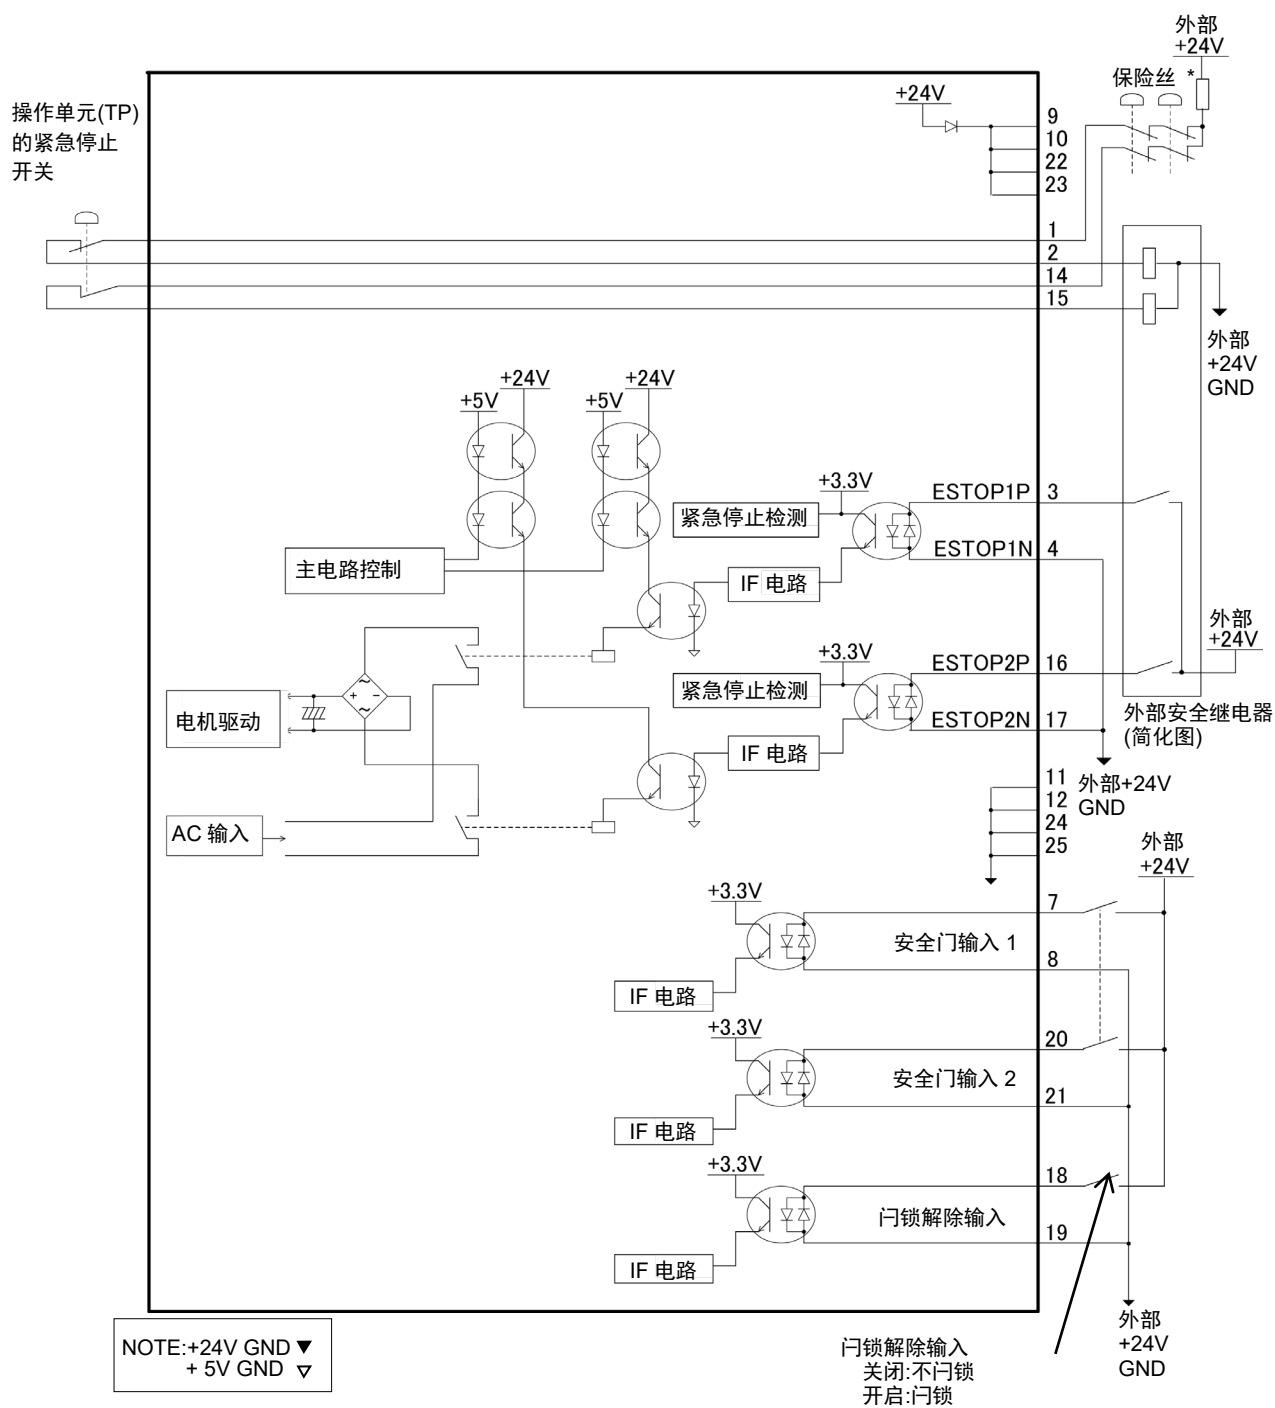 外部
+24V
保险丝 *
操作单元(TP)
的紧急停止
开关
+24V
9
10
22
23
1
2
14
15
外部
+24V
GND
+24V
+5V
+24V
+5V
+3.3V
紧急停止检测
ESTOP1P 3
ESTOP1N 4
主电路控制
IF 电路
外部
+24V
+3.3V
紧急停止检测
ESTOP2P 16
ESTOP2N 17
~
+ -
~
电机驱动
IF 电路
外部安全继电器
(简化图)
11
12
24
25
外部+24V
GND
AC 输入
外部
+24V
+3.3V
7
安全门输入 1
8
IF 电路
+3.3V
20
安全门输入 2
21
IF 电路
+3.3V
18
闩锁解除输入
19
IF 电路
外部
+24V
GND
NOTE:+24V GND ▼
+ 5V GND ▽
闩锁解除输入
关闭:不闩锁
开启:闩锁